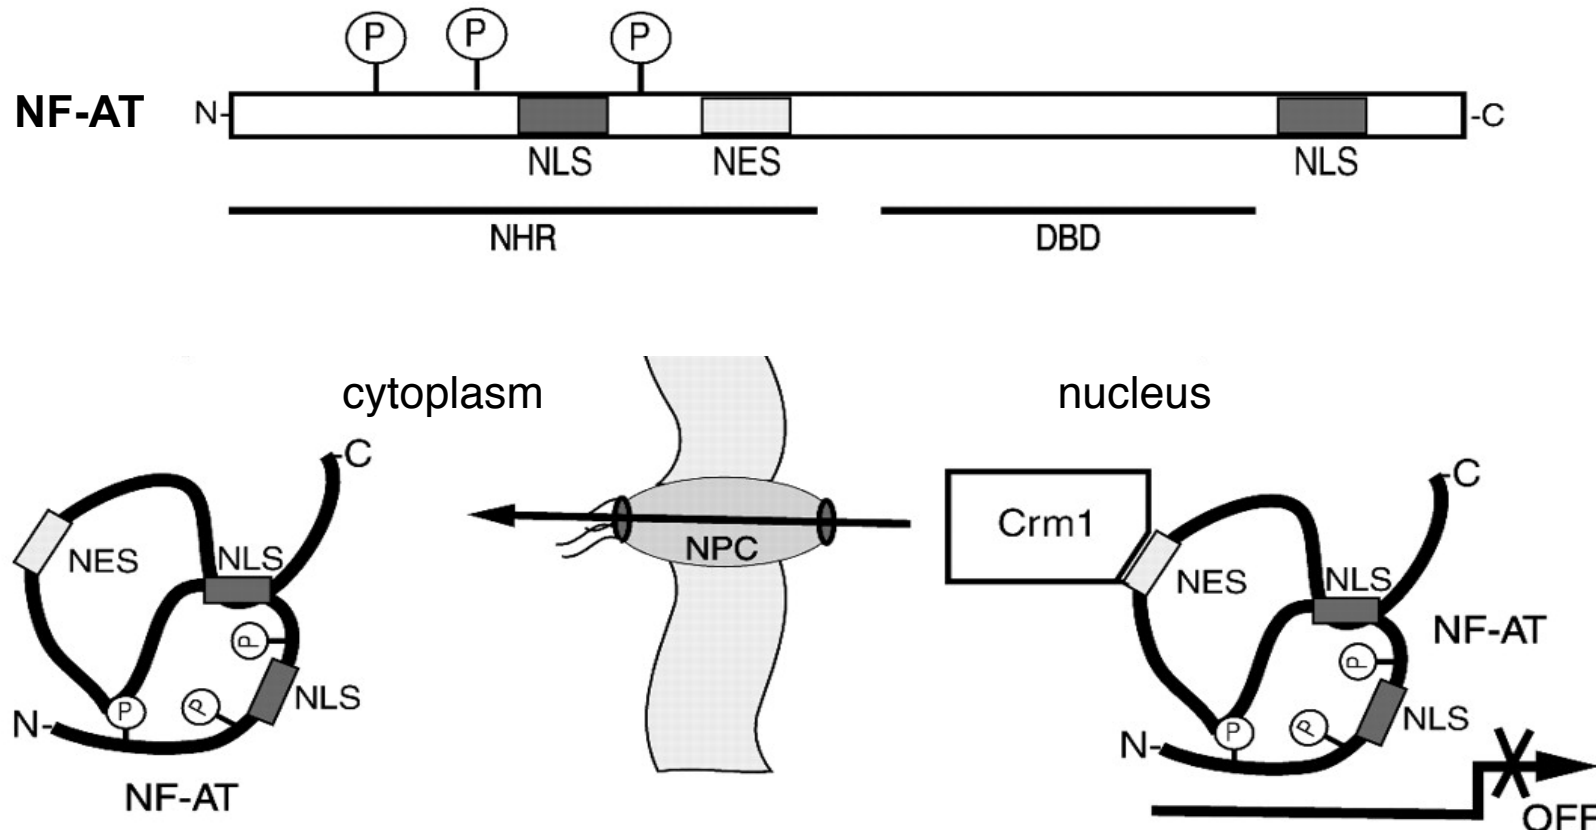 P P P
NF-AT N- -C
NLS NES NLS
NHR DBD
cytoplasm nucleus
-C
NES NLS
P
P
P
NLS
N-
NF-AT
NPC
Crm1
-C
NES NLS
NF-AT
P
P
P
NLS
N-
OFF